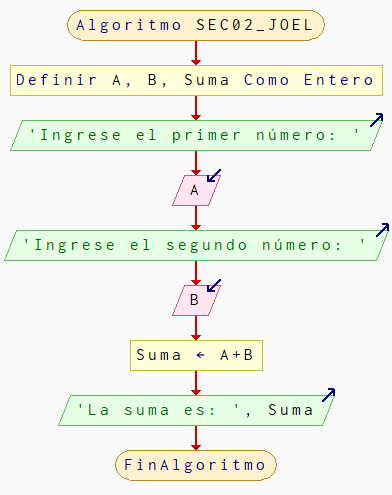 Algoritmo SEC02_JOEL
Definir A, B, Suma Como Entero
'Ingrese el primer número: '
A
'Ingrese el segundo número: '
B
Suma ← A+B
'La suma es: ', Suma
FinAlgoritmo